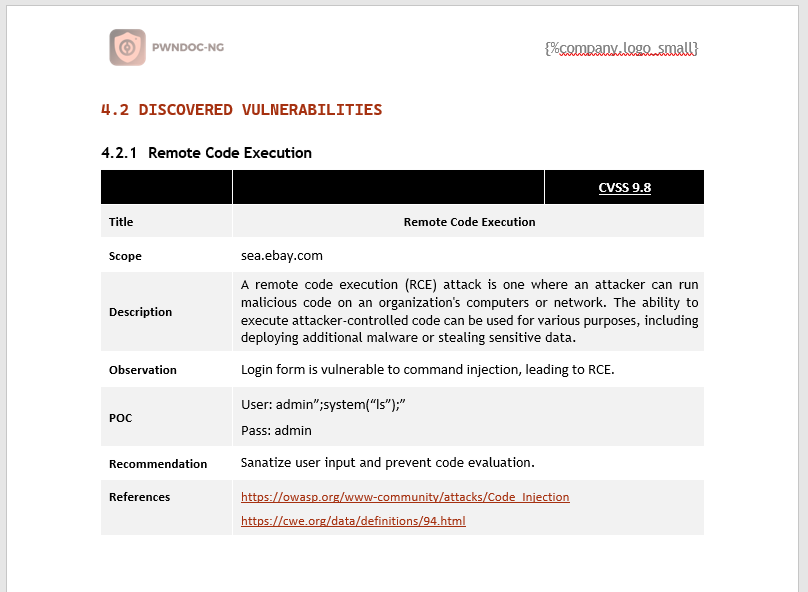 PWNDOC-NG
{%company.logo_small}
4.2 DISCOVERED VULNERABILITIES
4.2.1 Remote Code Execution
CVSS 9.8
Title
Remote Code Execution
Scope
sea.ebay.com
Description
A remote code execution (RCE) attack is one where an attacker can run
malicious code on an organization's computers or network. The ability to
execute attacker-controlled code can be used for various purposes, including
deploying additional malware or stealing sensitive data.
Observation
Login form is vulnerable to command injection, leading to RCE.
POC
User: admin”;system(“ls”);”
Pass: admin
Recommendation
Sanatize user input and prevent code evaluation.
References
https://owasp.org/www-community/attacks/Code_Injection
https://cwe.org/data/definitions/94.html